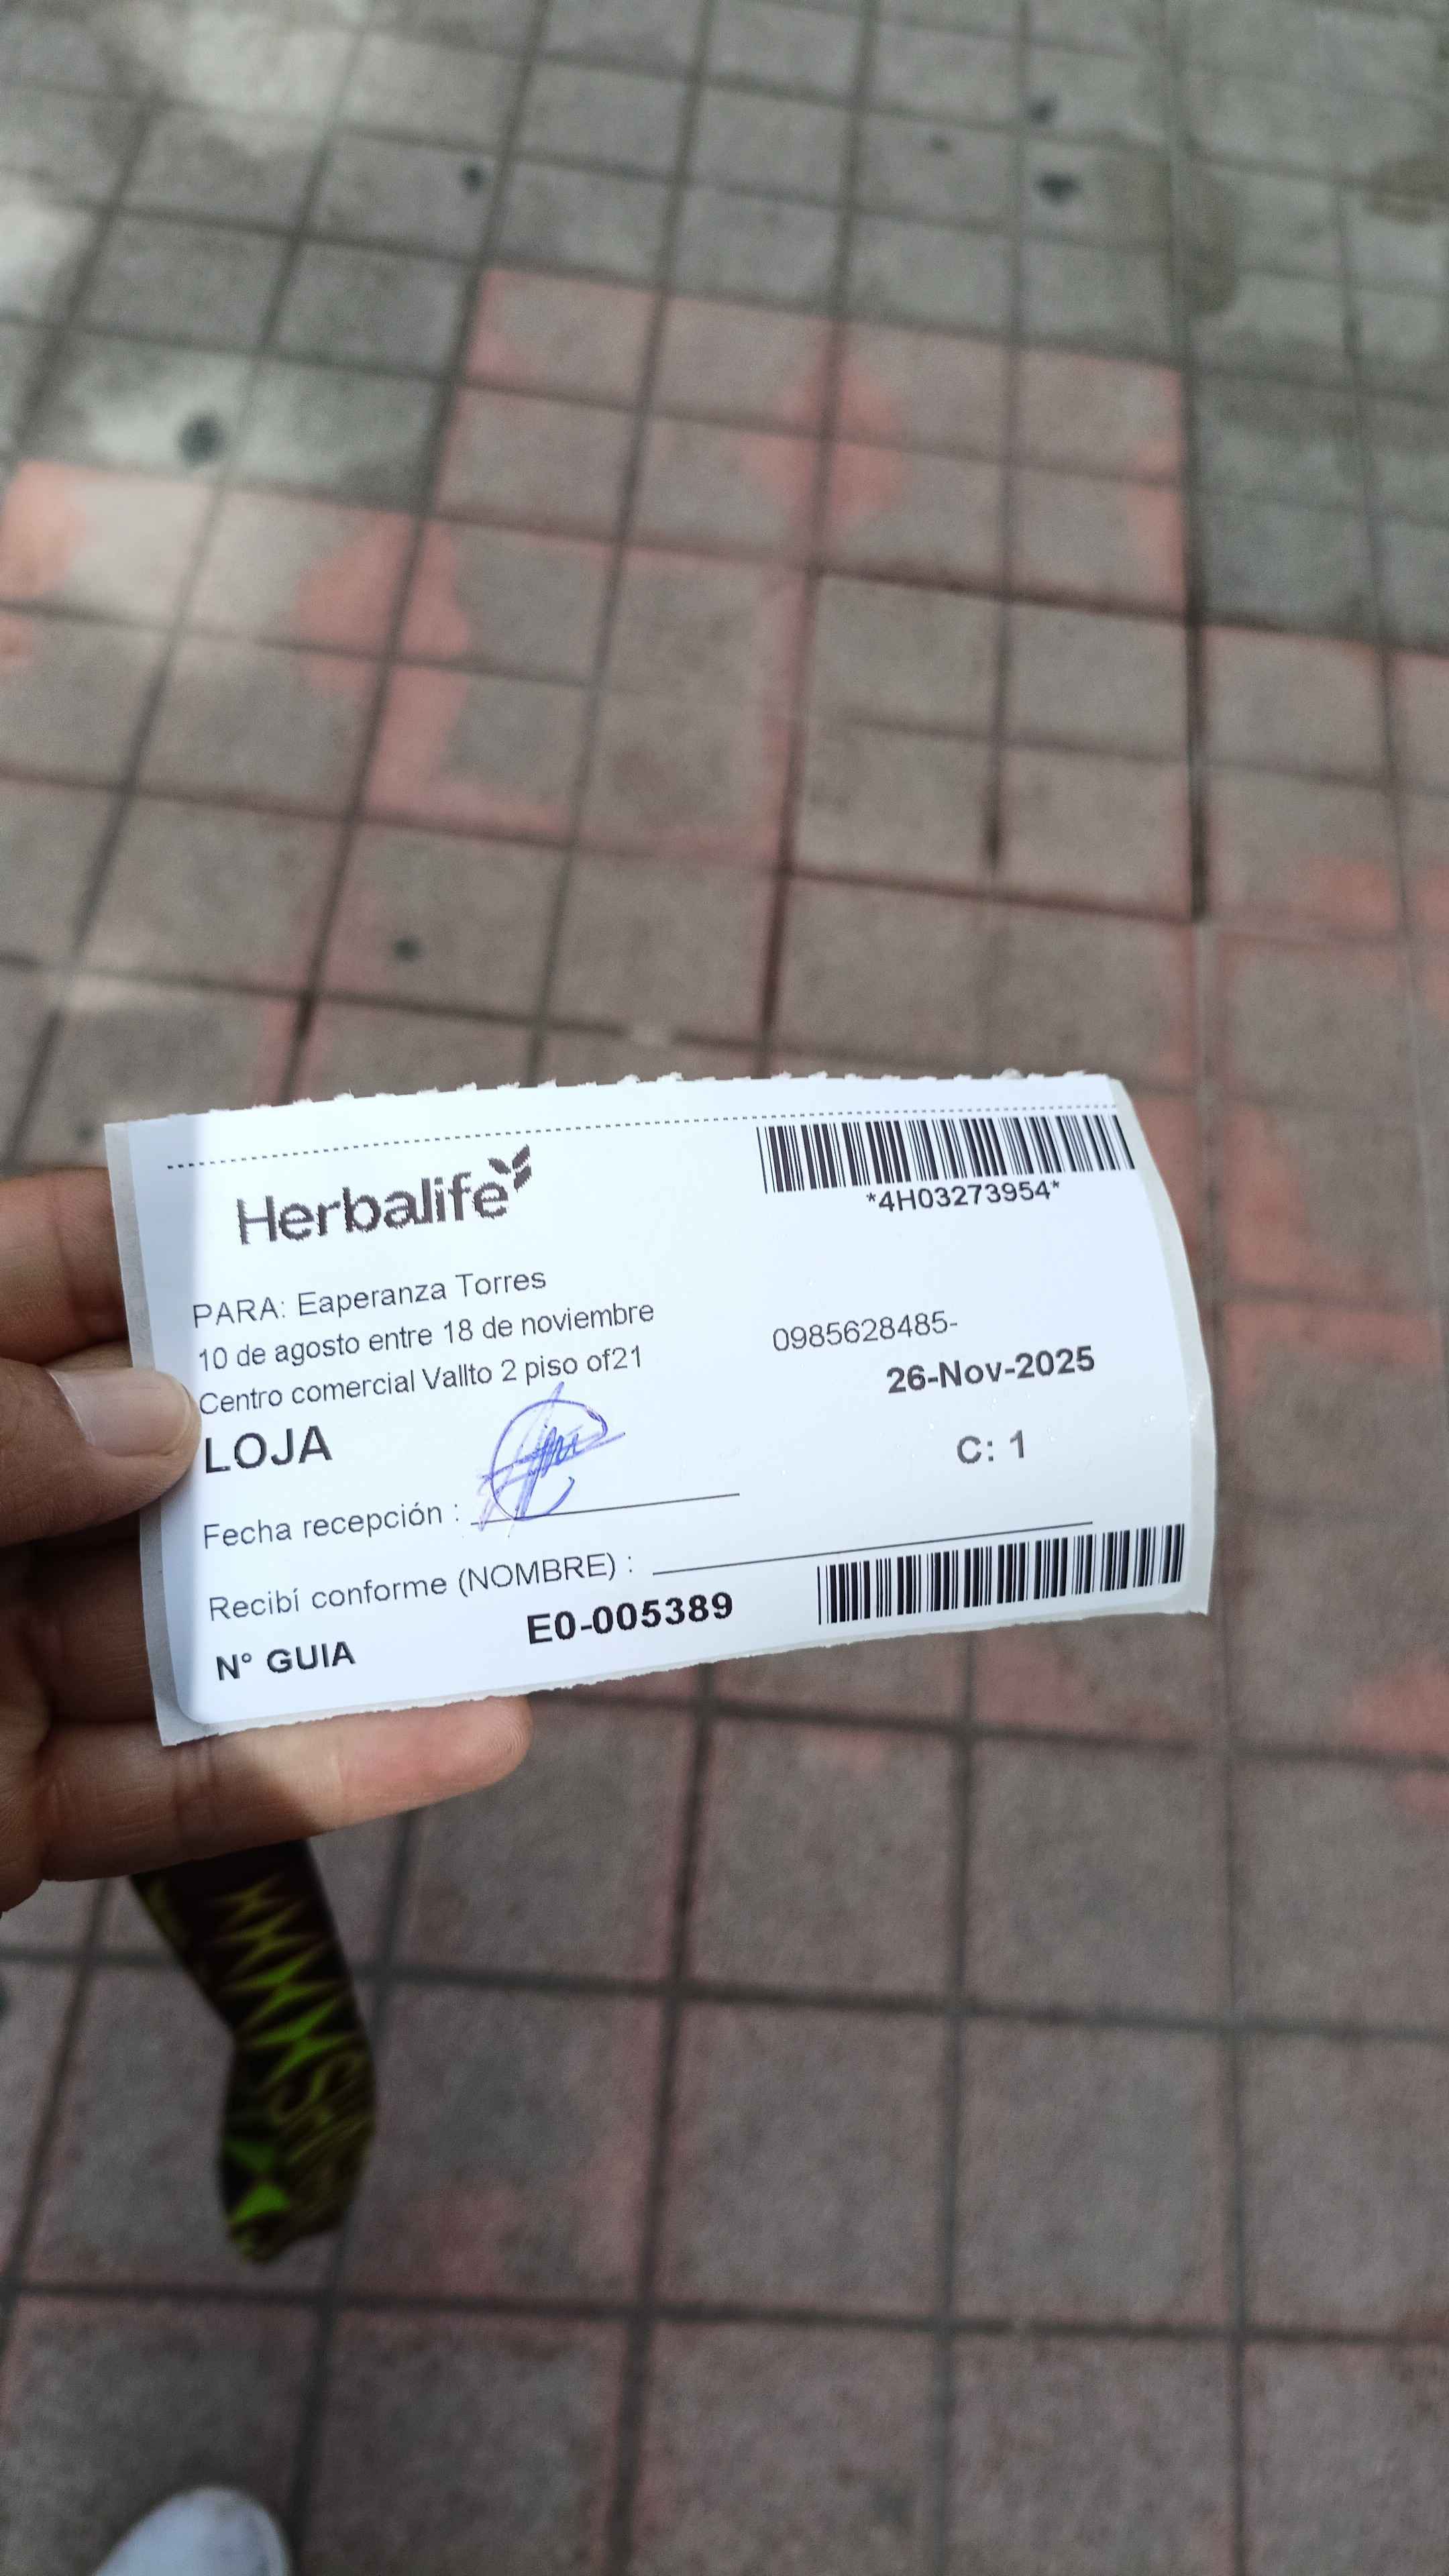 Herbalife
*4H03273954*
PARA: Eaperanza Torres
10 de agosto entre 18 de noviembre
0985628485-
Centro comercial Vallto 2 piso of21
26-Nov-2025
LOJA
C: 1
Fecha recepción :
Recibí conforme (NOMBRE) :
N° GUIA E0-005389